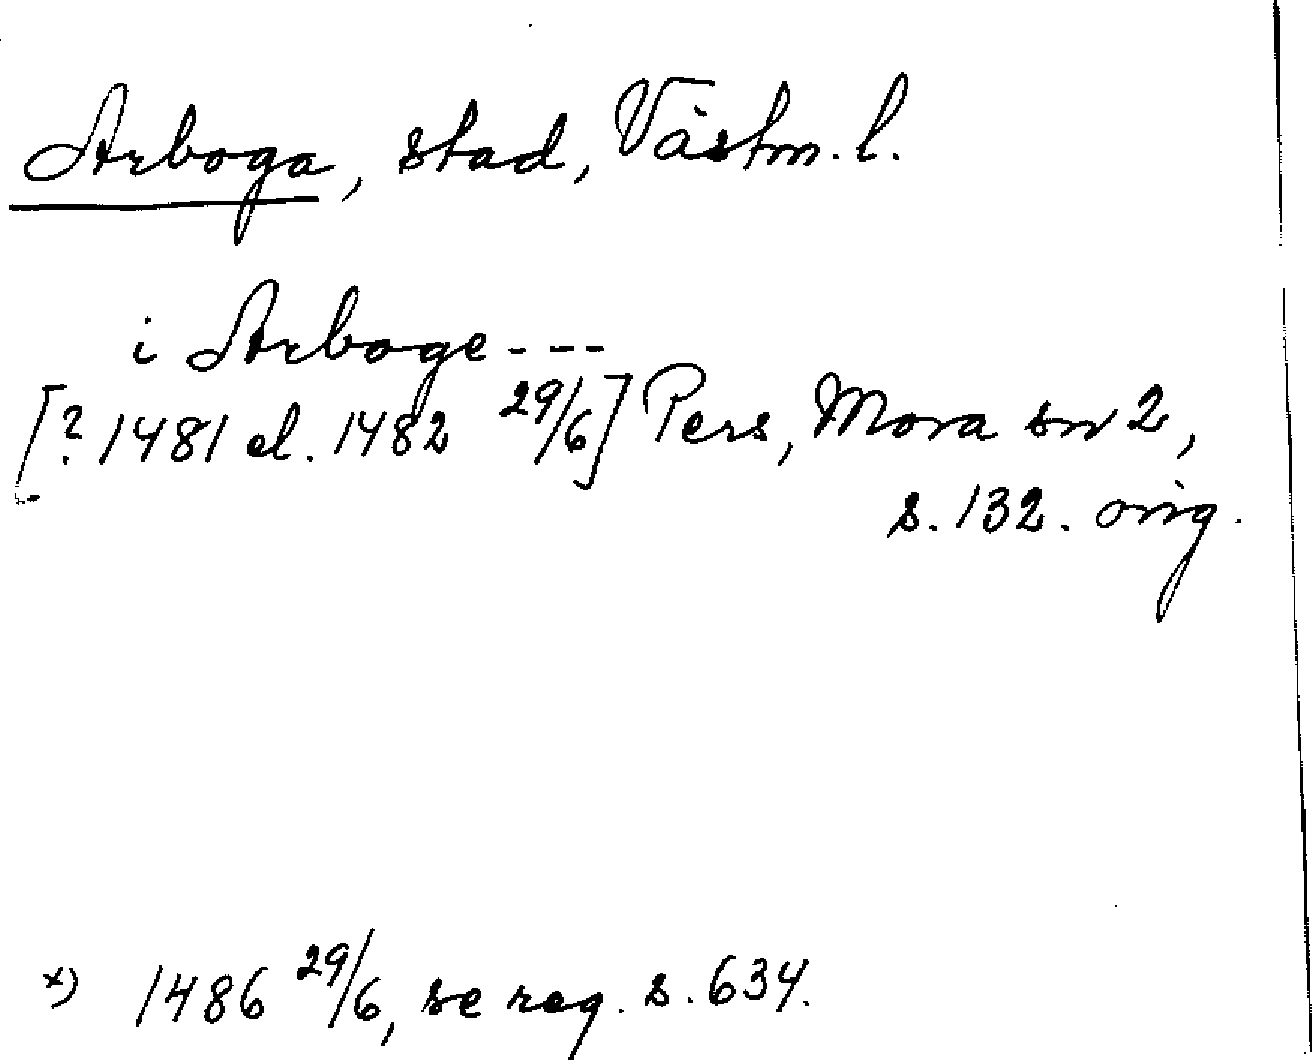 Arboga, stad, Västm. l.
i Arboge - - -
[? 1481 el. 1482 29/6] Pers, Mora sn 2,
s. 132. orig.
x) 1486 29/6, se reg. s. 634.